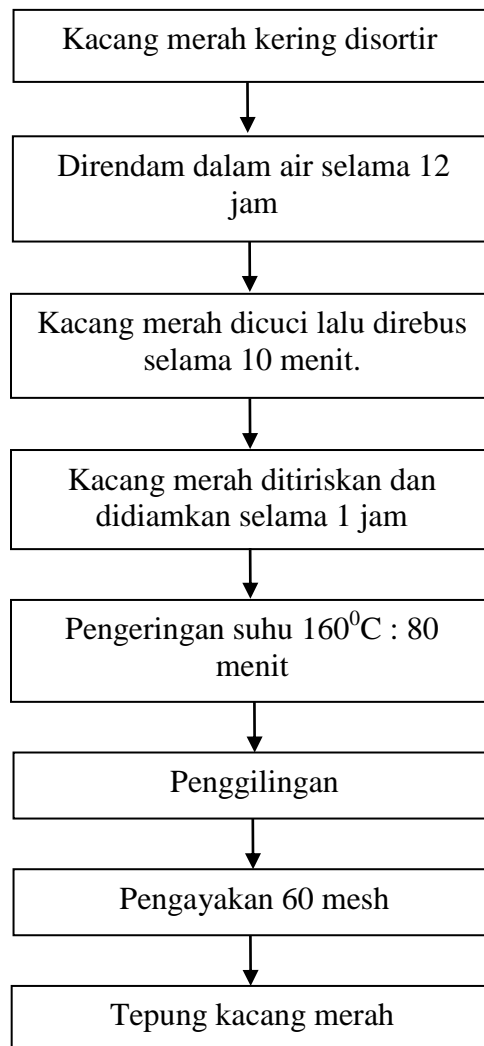 Kacang merah kering disortir
Direndam dalam air selama 12
jam
Kacang merah dicuci lalu direbus
selama 10 menit.
Kacang merah ditiriskan dan
didiamkan selama 1 jam
Pengeringan suhu 160⁰C : 80
menit
Penggilingan
Pengayakan 60 mesh
Tepung kacang merah